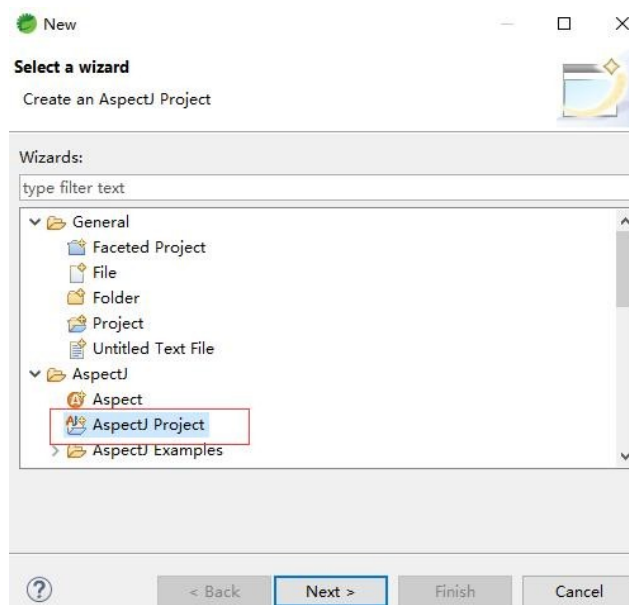 New
Select a wizard
Create an AspectJ Project
Wizards:
type filter text
General
Faceted Project
File
Folder
Project
Untitled Text File
AspectJ
Aspect
AspectJ Project
AspectJ Examples
< Back Next > Finish Cancel